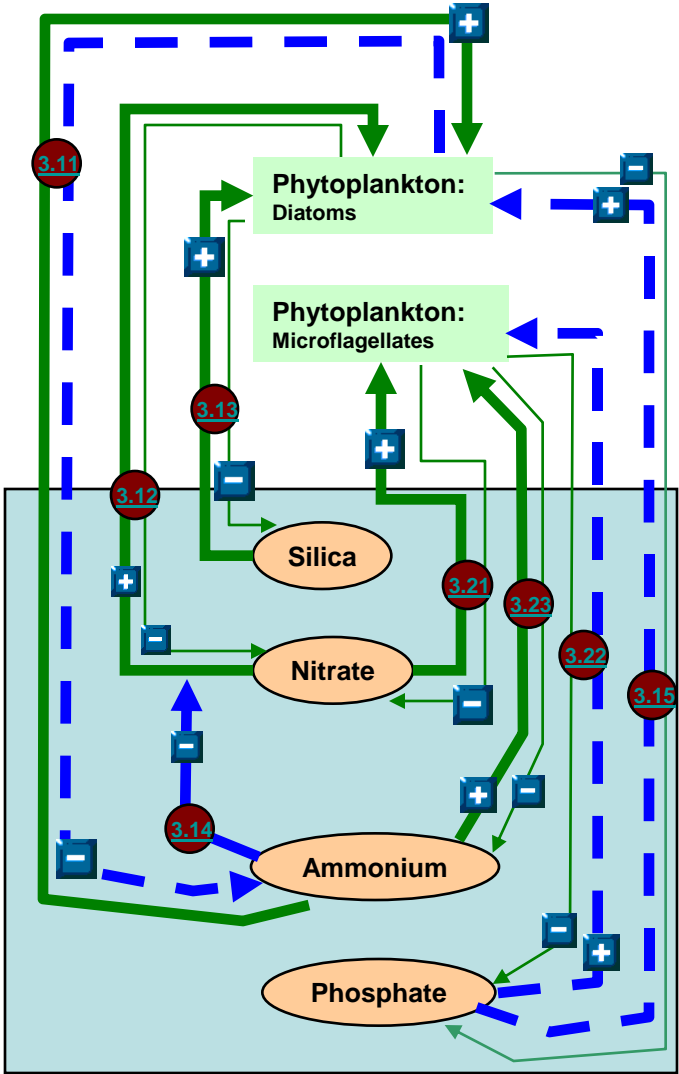 +
3.11
-
Phytoplankton:
Diatoms
+
+
Phytoplankton:
Microflagellates
3.13
+
-
3.12
Silica
+
3.21
3.23
-
Nitrate
3.22
3.15
-
-
3.14
+
-
-
Ammonium
-
+
Phosphate